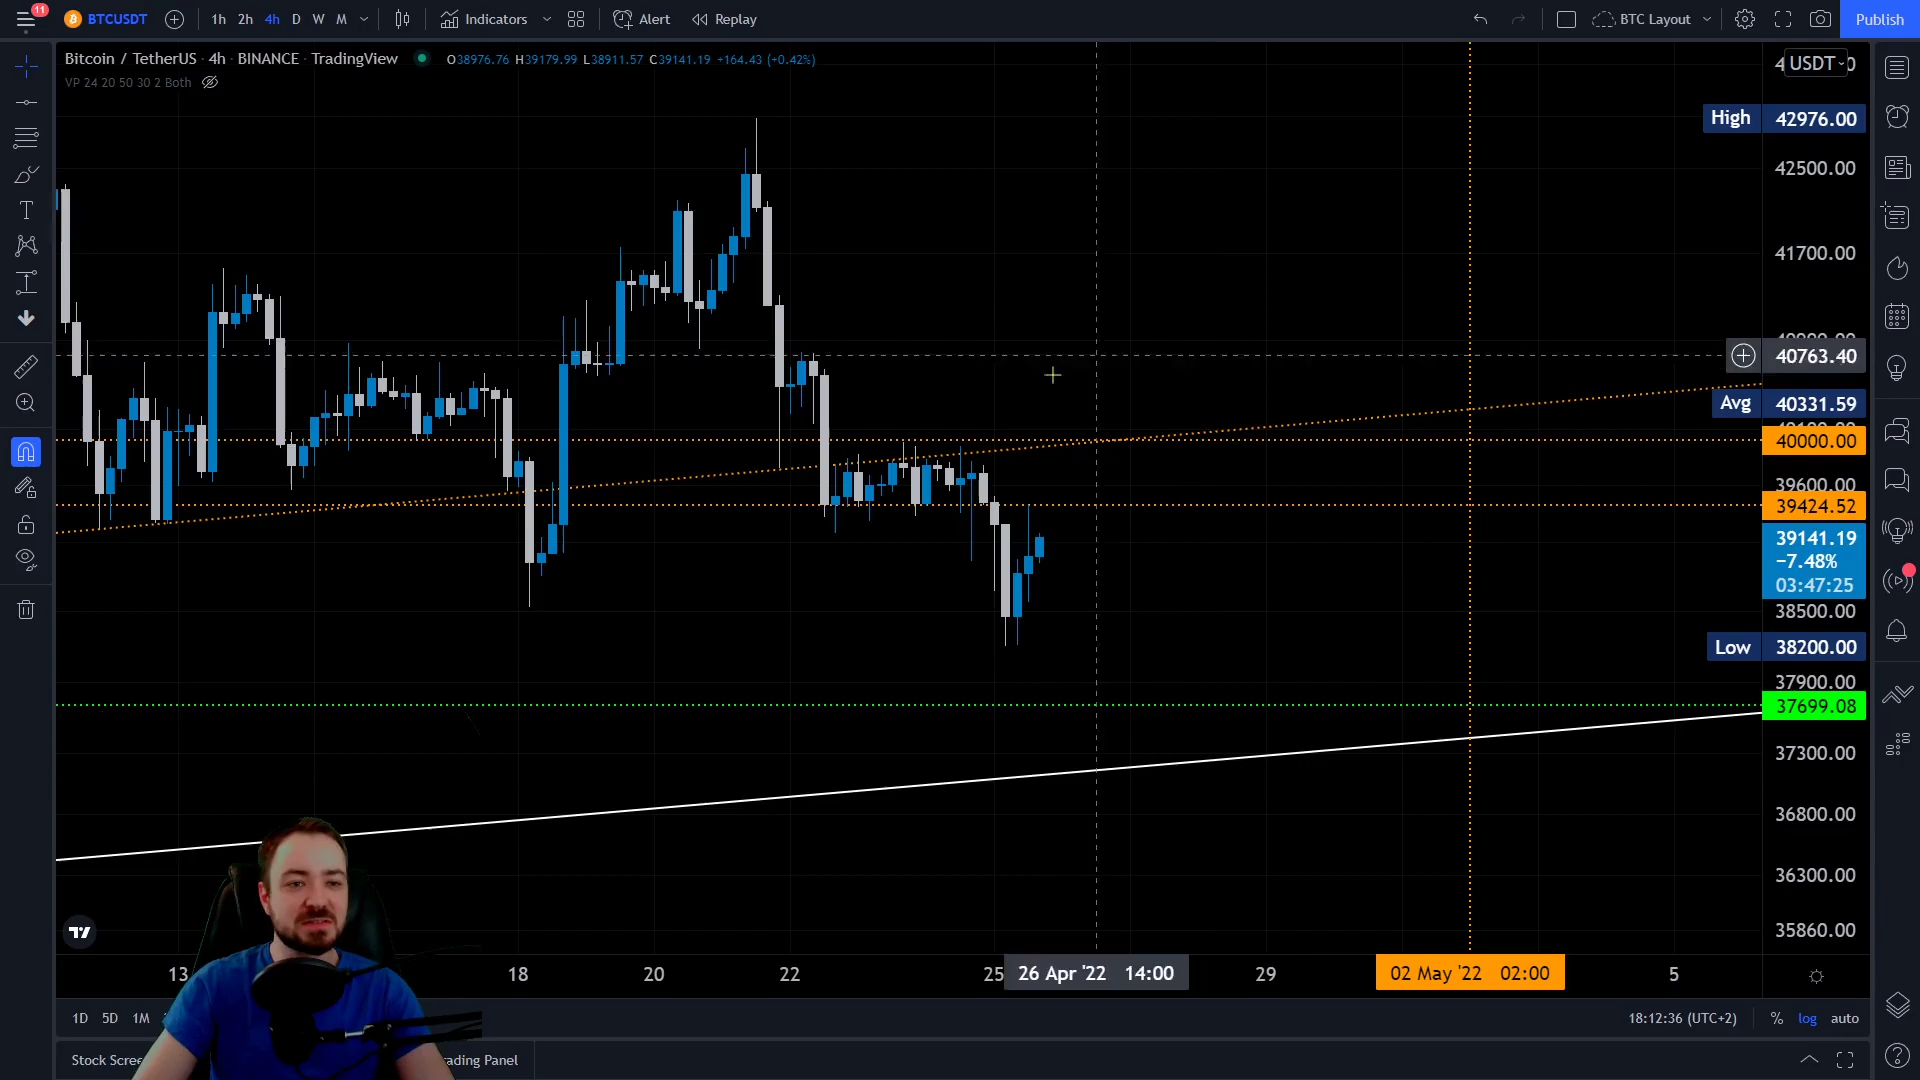 11
BTCUSDT
1h 2h 4h D W M
Indicators
Alert
Replay
BTC Layout
Publish
Bitcoin / TetherUS · 4h · BINANCE · TradingView
O38976.76 H39179.99 L38911.57 C39141.19 +164.43 (+0.42%)
VP 24 20 50 30 2 Both
USDT
High 42976.00
42500.00
41700.00
40763.40
Avg 40331.59
40000.00
39600.00
39424.52
39141.19
−7.48%
03:47:25
38500.00
Low 38200.00
37900.00
37699.08
37300.00
36800.00
36300.00
35860.00
13 18 20 22 25 26 Apr '22 14:00 29 02 May '22 02:00 5
1D 5D 1M
18:12:36 (UTC+2) % log auto
Stock Scree
ading Panel